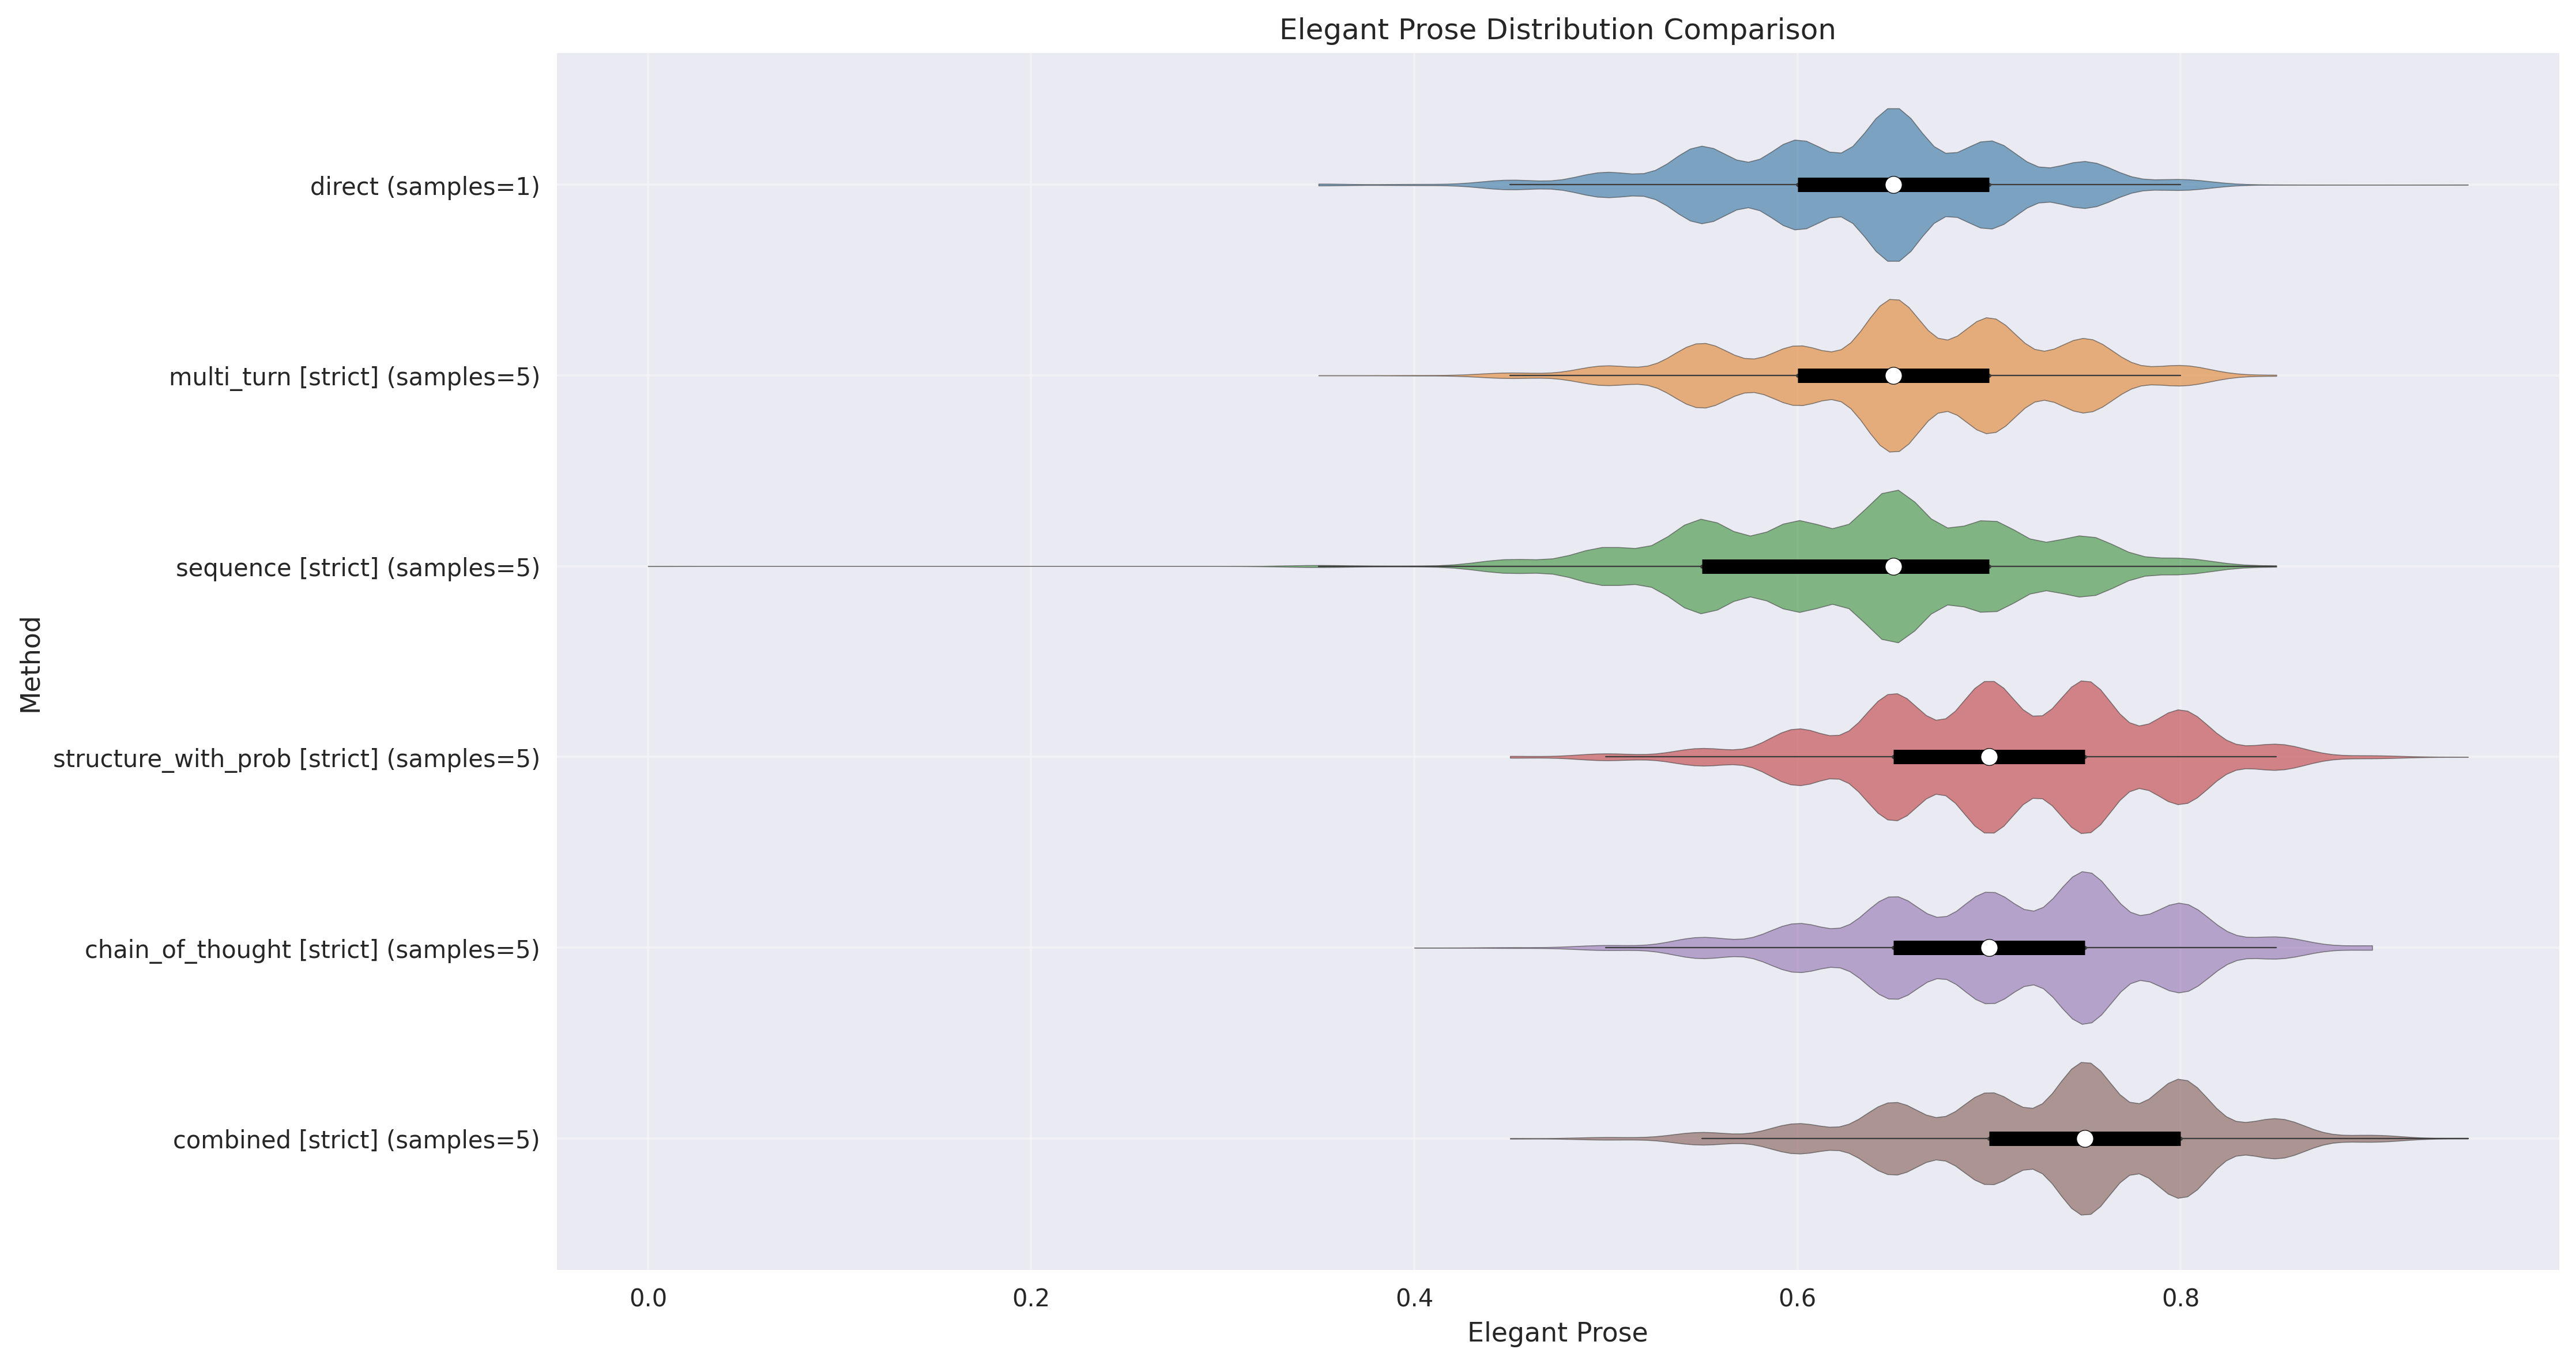 Elegant Prose Distribution Comparison
Method
direct (samples=1)
multi_turn [strict] (samples=5)
sequence [strict] (samples=5)
structure_with_prob [strict] (samples=5)
chain_of_thought [strict] (samples=5)
combined [strict] (samples=5)
0.0 0.2 0.4 0.6 0.8
Elegant Prose